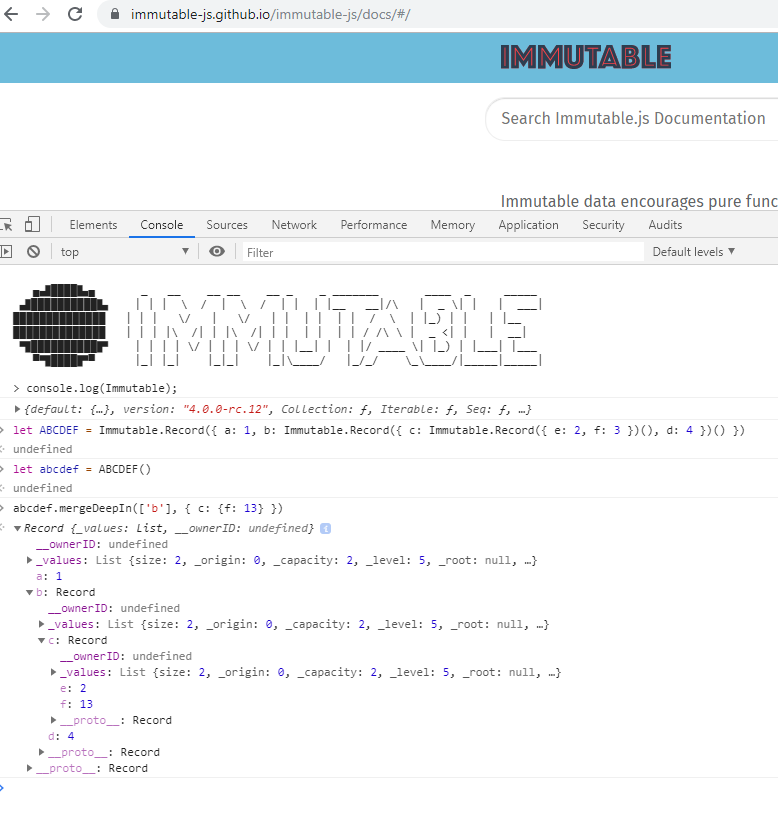 immutable-js.github.io/immutable-js/docs/#/
IMMUTABLE
Search Immutable.js Documentation
Immutable data encourages pure func
Elements Console Sources Network Performance Memory Application Security Audits
top Filter Default levels ▼
IMMUTABLE
> console.log(Immutable);
▶{default: {…}, version: "4.0.0-rc.12", Collection: ƒ, Iterable: ƒ, Seq: ƒ, …}
let ABCDEF = Immutable.Record({ a: 1, b: Immutable.Record({ c: Immutable.Record({ e: 2, f: 3 })(), d: 4 })() })
undefined
let abcdef = ABCDEF()
undefined
abcdef.mergeDeepIn(['b'], { c: {f: 13} })
▼Record {_values: List, __ownerID: undefined} i
__ownerID: undefined
▶_values: List {size: 2, _origin: 0, _capacity: 2, _level: 5, _root: null, …}
a: 1
▼b: Record
__ownerID: undefined
▶_values: List {size: 2, _origin: 0, _capacity: 2, _level: 5, _root: null, …}
▼c: Record
__ownerID: undefined
▶_values: List {size: 2, _origin: 0, _capacity: 2, _level: 5, _root: null, …}
e: 2
f: 13
▶__proto__: Record
d: 4
▶__proto__: Record
▶__proto__: Record